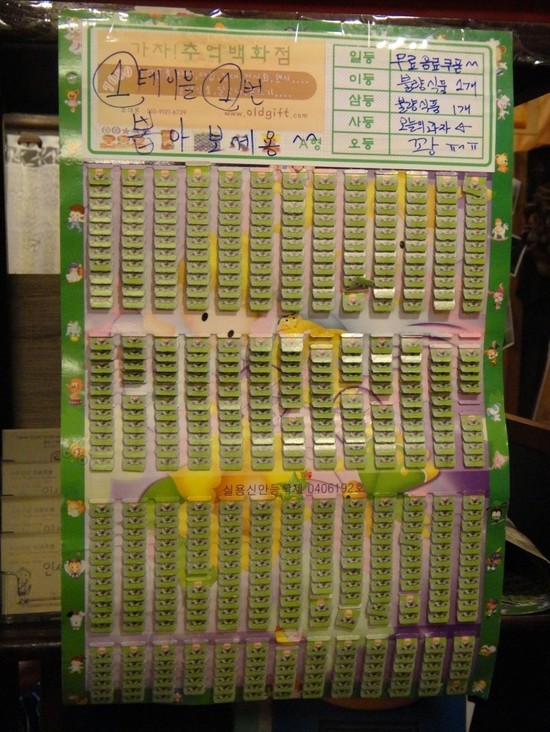 가자! 추억백화점
1 테이블 1번
www.oldgift.com
뽑아보세용 ^^
A형
일등 무료음료쿠폰 ^^
이등 불량식품 2개
삼등 불량식품 1개
사등 오늘의과자
오등 꽝
실용신안등록제 0406192호